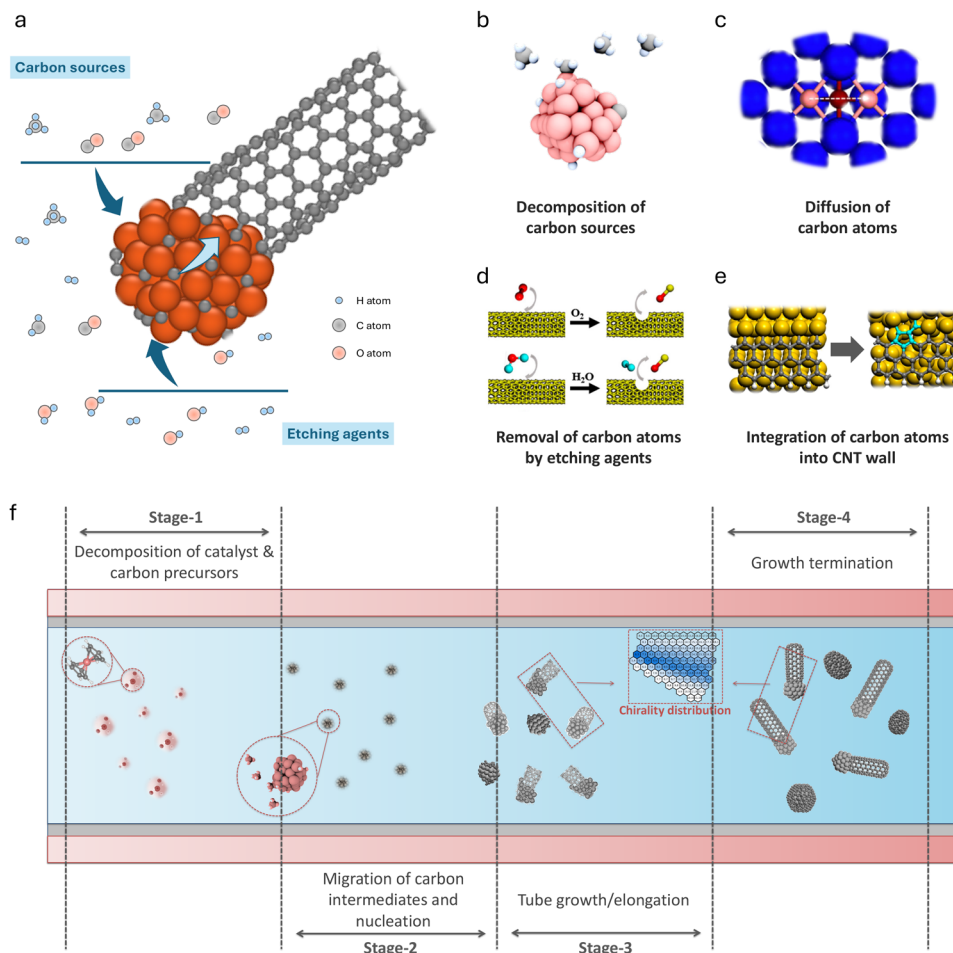 a
Carbon sources
H atom
C atom
O atom
Etching agents
b
Decomposition of
carbon sources
c
Diffusion of
carbon atoms
d
O₂
H₂O
Removal of carbon atoms
by etching agents
e
Integration of carbon atoms
into CNT wall
f
Stage-1
Decomposition of catalyst &
carbon precursors
Stage-4
Growth termination
Chirality distribution
Migration of carbon
intermediates and
nucleation
Stage-2
Tube growth/elongation
Stage-3